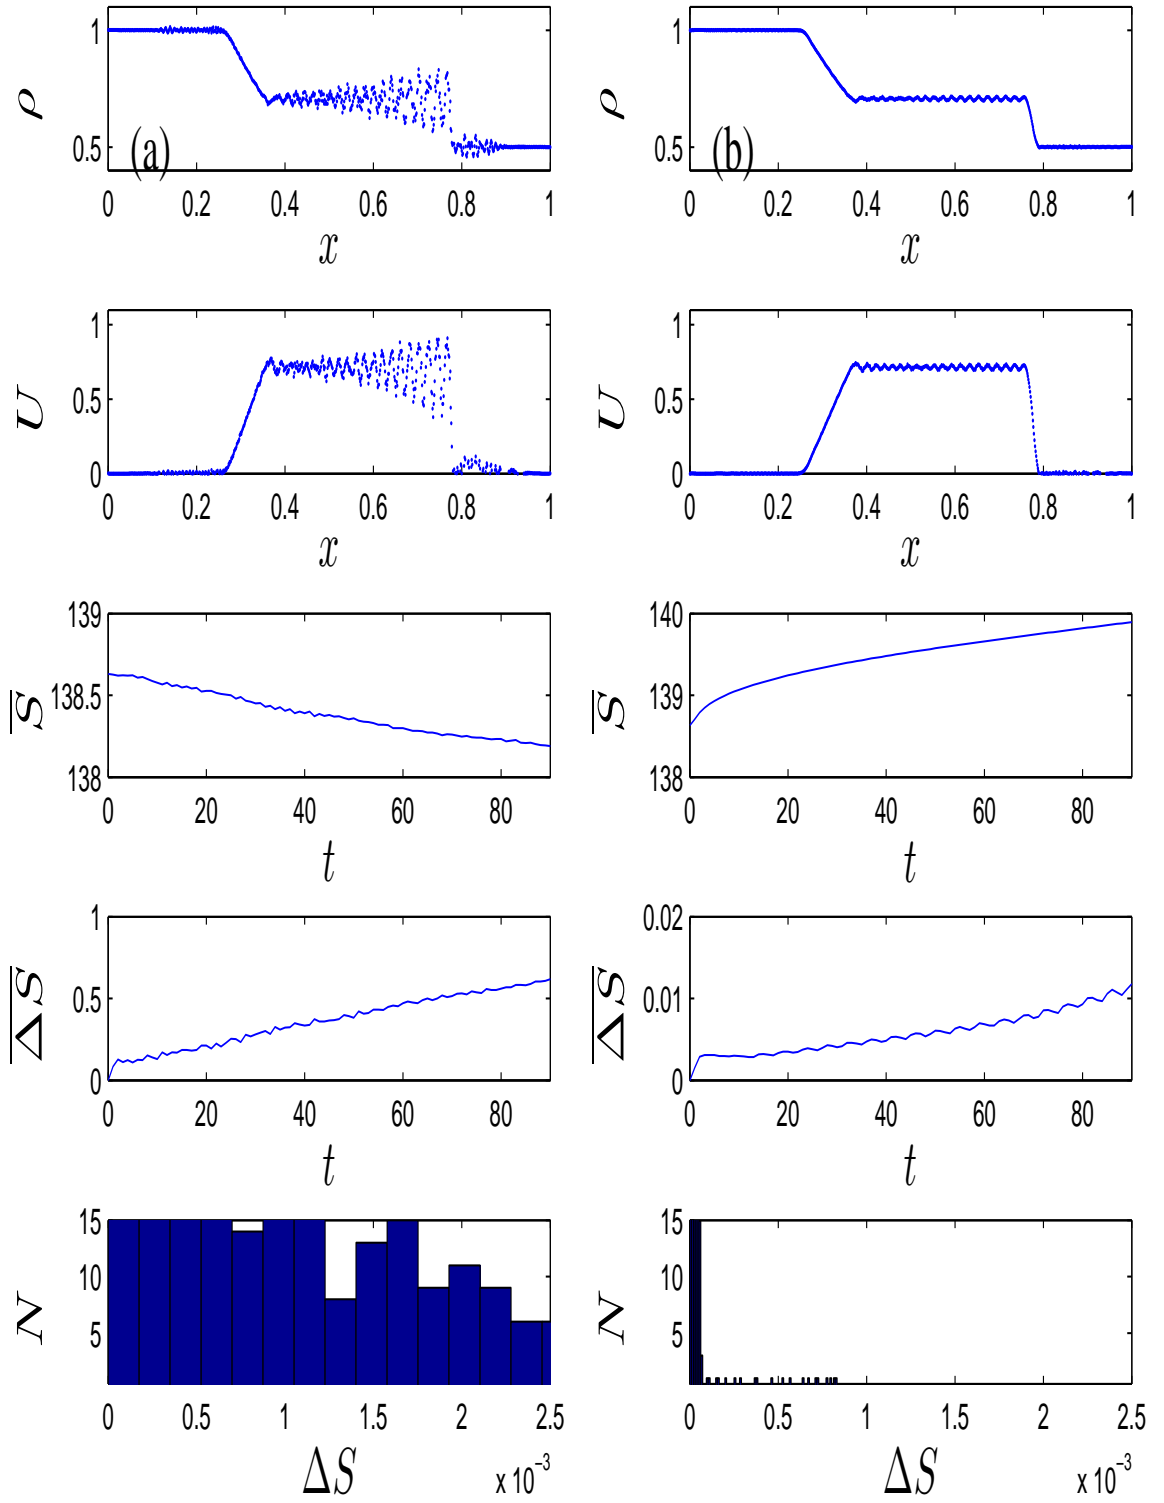 1 1
ρ ρ
0.5 (a) 0.5 (b)
0 0.2 0.4 0.6 0.8 1 0 0.2 0.4 0.6 0.8 1
x x
1 1
U 0.5 U 0.5
0 0
0 0.2 0.4 0.6 0.8 1 0 0.2 0.4 0.6 0.8 1
x x
139 140
S̅ 138.5 S̅ 139
138 138
0 20 40 60 80 0 20 40 60 80
t t
1 0.02
\overline{ΔS} 0.5 \overline{ΔS} 0.01
0 0
0 20 40 60 80 0 20 40 60 80
t t
15 15
10 10
N 5 N 5
0 0.5 1 1.5 2 2.5 0 0.5 1 1.5 2 2.5
ΔS x 10⁻³ ΔS x 10⁻³